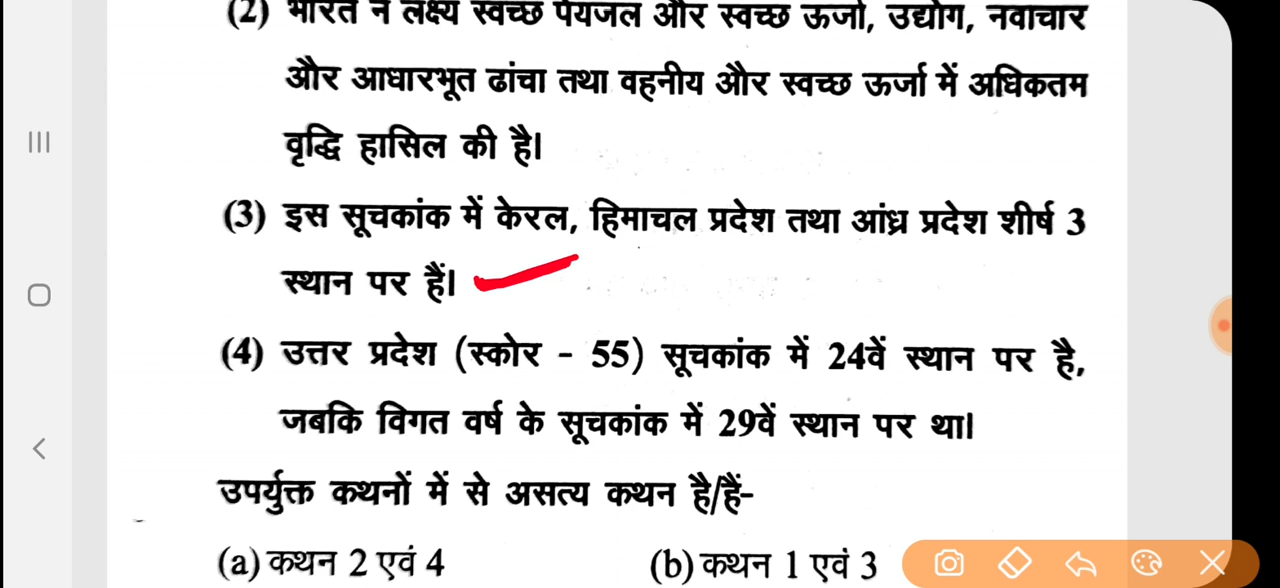 (2) भारत ने लक्ष्य स्वच्छ पेयजल और स्वच्छ ऊर्जा, उद्योग, नवाचार
और आधारभूत ढांचा तथा वहनीय और स्वच्छ ऊर्जा में अधिकतम
वृद्धि हासिल की है।
(3) इस सूचकांक में केरल, हिमाचल प्रदेश तथा आंध्र प्रदेश शीर्ष 3
स्थान पर हैं।
(4) उत्तर प्रदेश (स्कोर - 55) सूचकांक में 24वें स्थान पर है,
जबकि विगत वर्ष के सूचकांक में 29वें स्थान पर था।
उपर्युक्त कथनों में से असत्य कथन है/हैं-
(a) कथन 2 एवं 4 (b) कथन 1 एवं 3